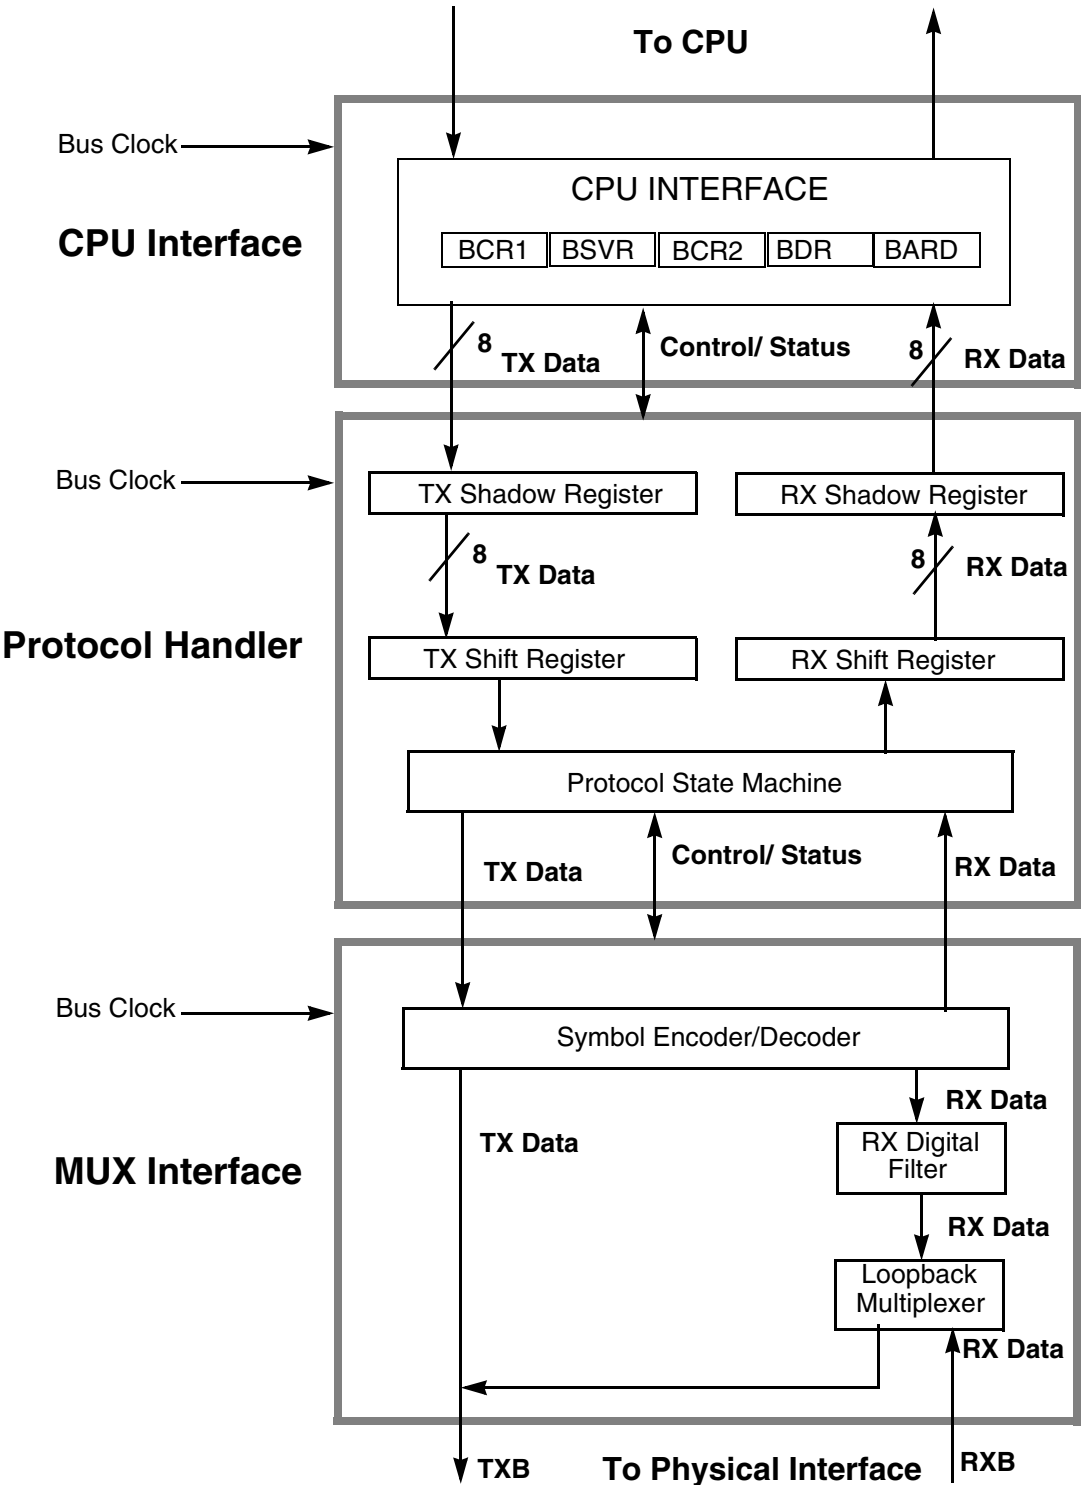 To CPU
Bus Clock
CPU INTERFACE
CPU Interface
BCR1 BSVR BCR2 BDR BARD
8
TX Data
Control/ Status
8
RX Data
Bus Clock
TX Shadow Register
RX Shadow Register
8
TX Data
8
RX Data
Protocol Handler
TX Shift Register
RX Shift Register
Protocol State Machine
TX Data
Control/ Status
RX Data
Bus Clock
Symbol Encoder/Decoder
RX Data
TX Data
RX Digital
Filter
MUX Interface
RX Data
Loopback
Multiplexer
RX Data
TXB
To Physical Interface
RXB